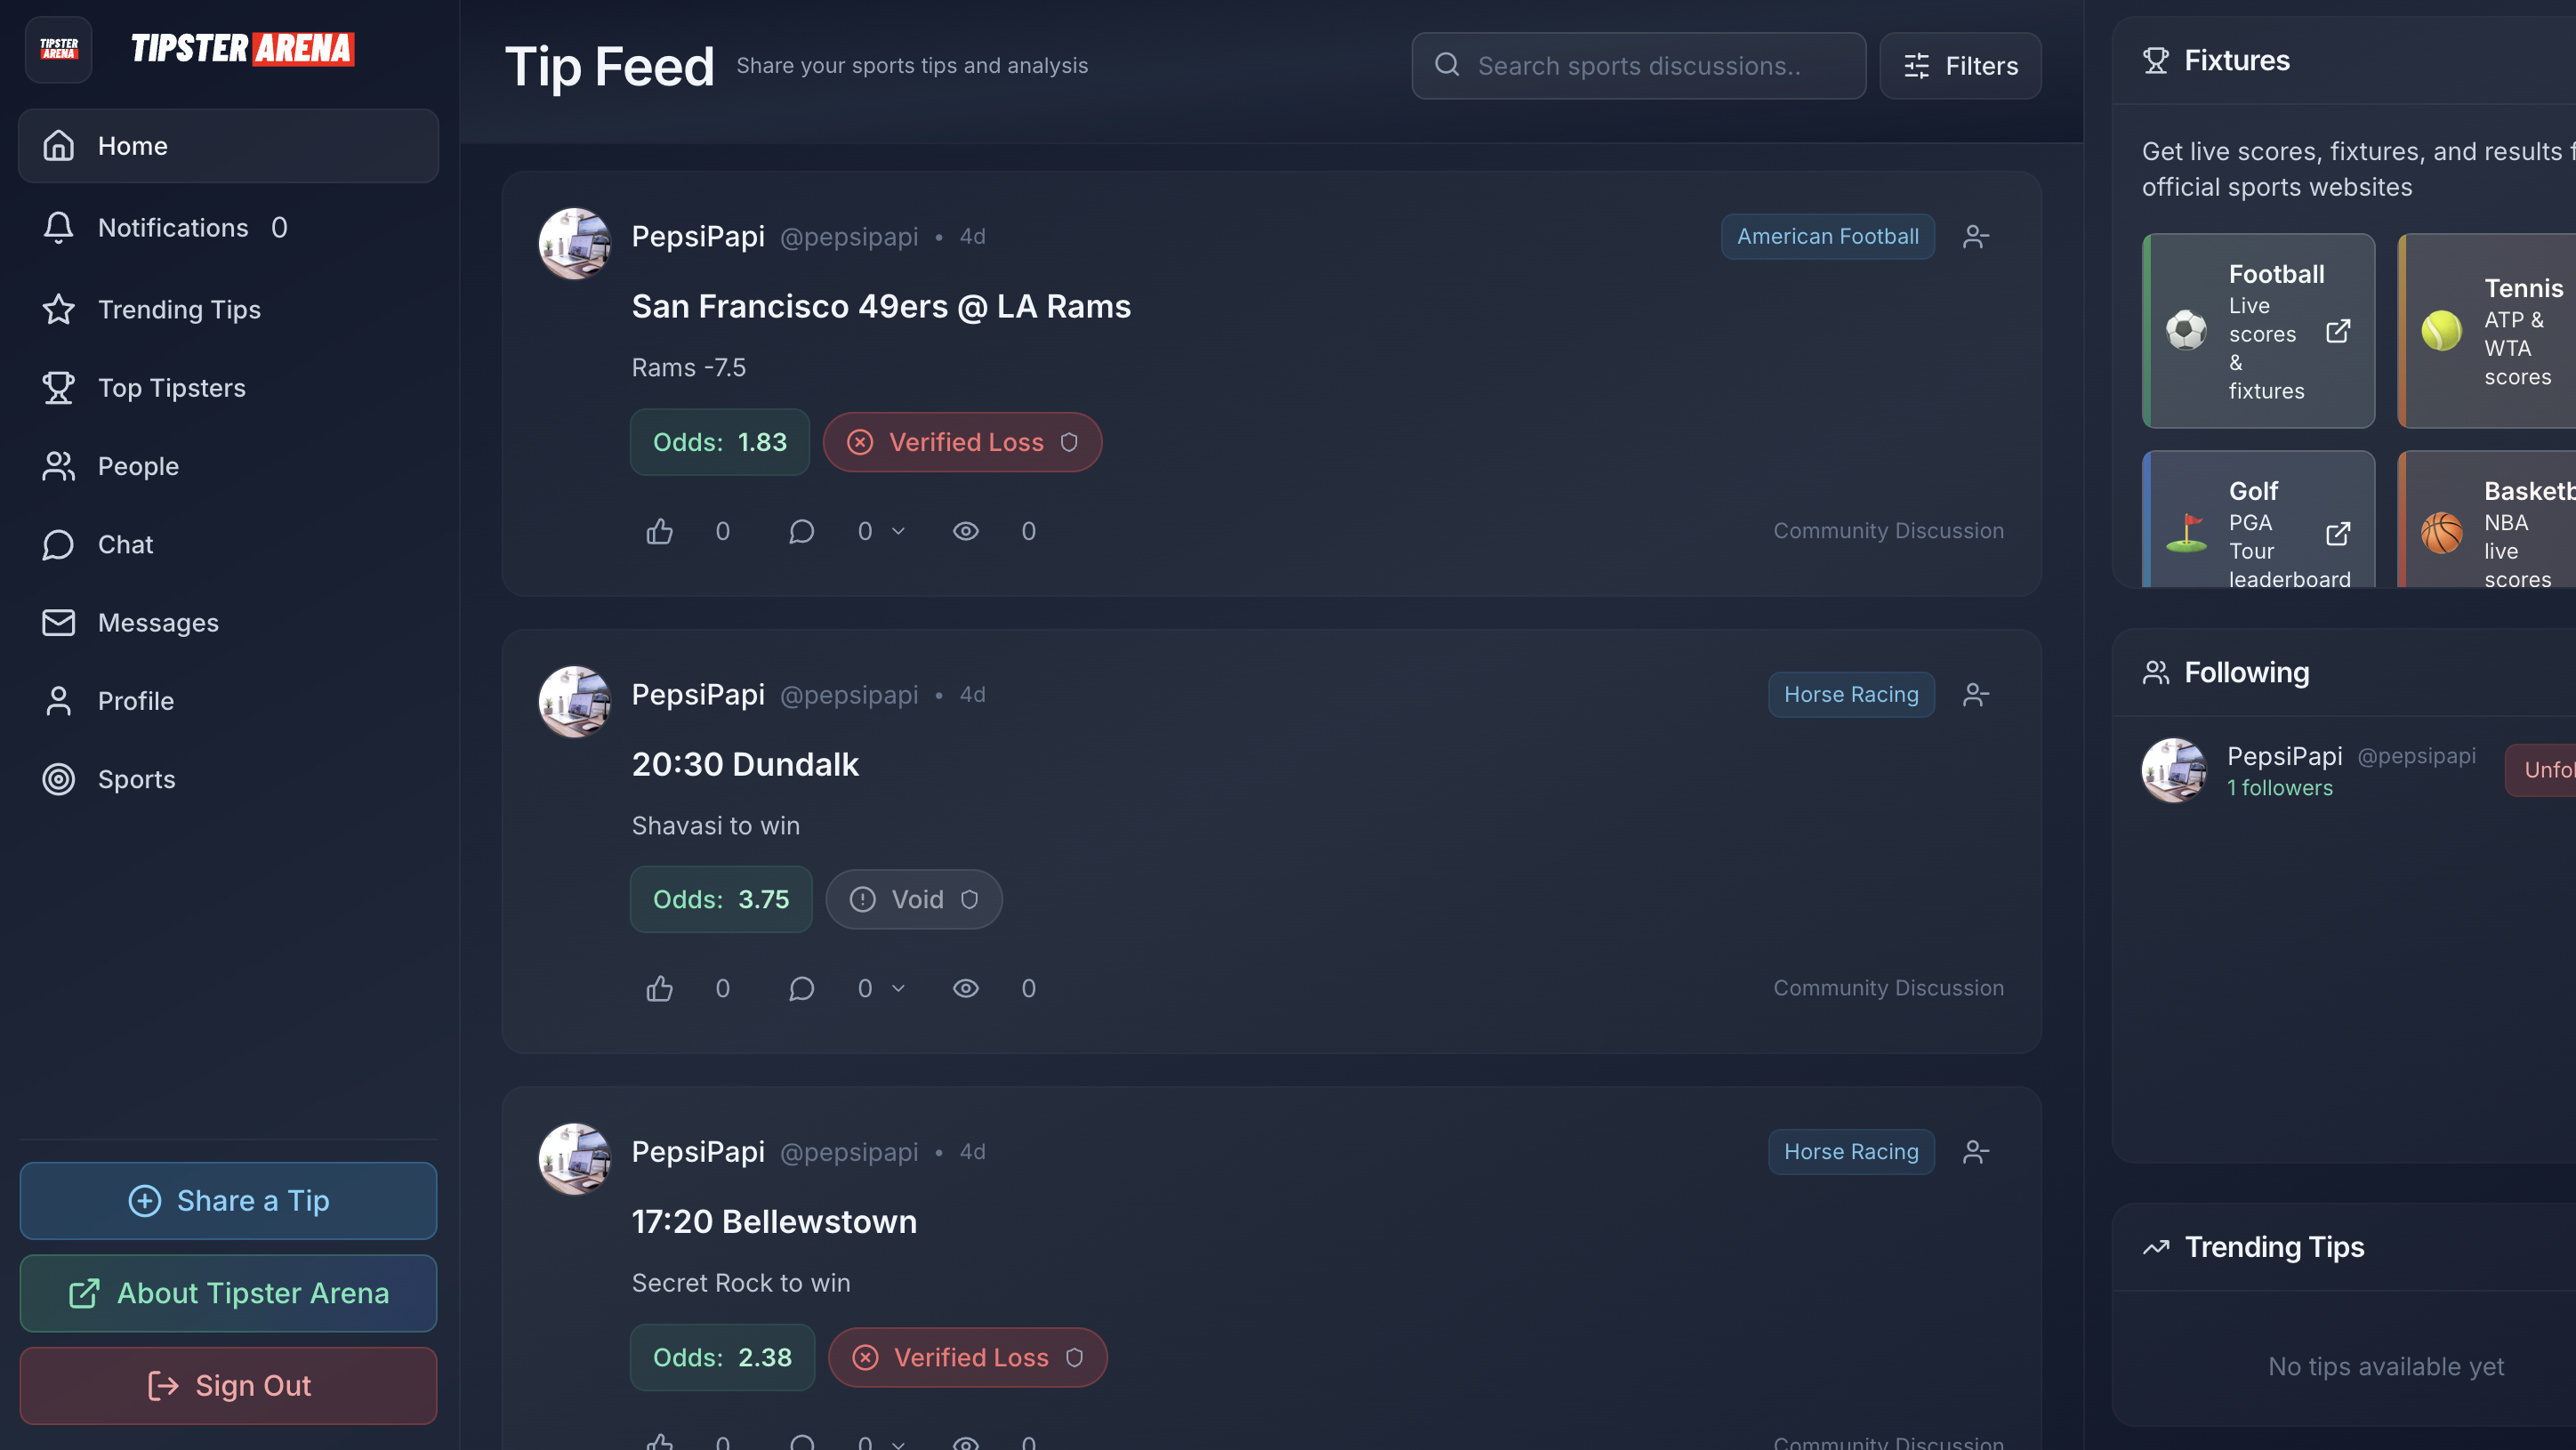 TIPSTER
ARENA
TIPSTER ARENA
Home
Notifications 0
Trending Tips
Top Tipsters
People
Chat
Messages
Profile
Sports
Share a Tip
About Tipster Arena
Sign Out
Tip Feed Share your sports tips and analysis
Search sports discussions..
Filters
PepsiPapi @pepsipapi • 4d
American Football
San Francisco 49ers @ LA Rams
Rams -7.5
Odds: 1.83
Verified Loss
0 0 0
Community Discussion
PepsiPapi @pepsipapi • 4d
Horse Racing
20:30 Dundalk
Shavasi to win
Odds: 3.75
Void
0 0 0
Community Discussion
PepsiPapi @pepsipapi • 4d
Horse Racing
17:20 Bellewstown
Secret Rock to win
Odds: 2.38
Verified Loss
0 0 0
Community Discussion
Fixtures
Get live scores, fixtures, and results f
official sports websites
Football
Live
scores
&
fixtures
Tennis
ATP &
WTA
scores
Golf
PGA
Tour
leaderboard
Basketb
NBA
live
scores
Following
PepsiPapi @pepsipapi
1 followers
Unfol
Trending Tips
No tips available yet